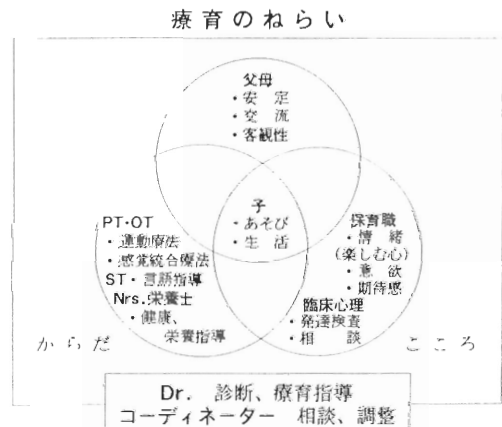 療育のねらい
父母
・安 定
・交 流
・客観性
子
・あそび
・生 活
PT・OT
・運動療法
・感覚統合療法
ST・言語指導
Nrs.栄養士
・健康、
栄養指導
保育職
・情 緒
(楽しむ心)
・意 欲
・期待感
臨床心理
・発達検査
・相 談
からだ
こころ
Dr. 診断、療育指導
コーディネーター 相談、調整